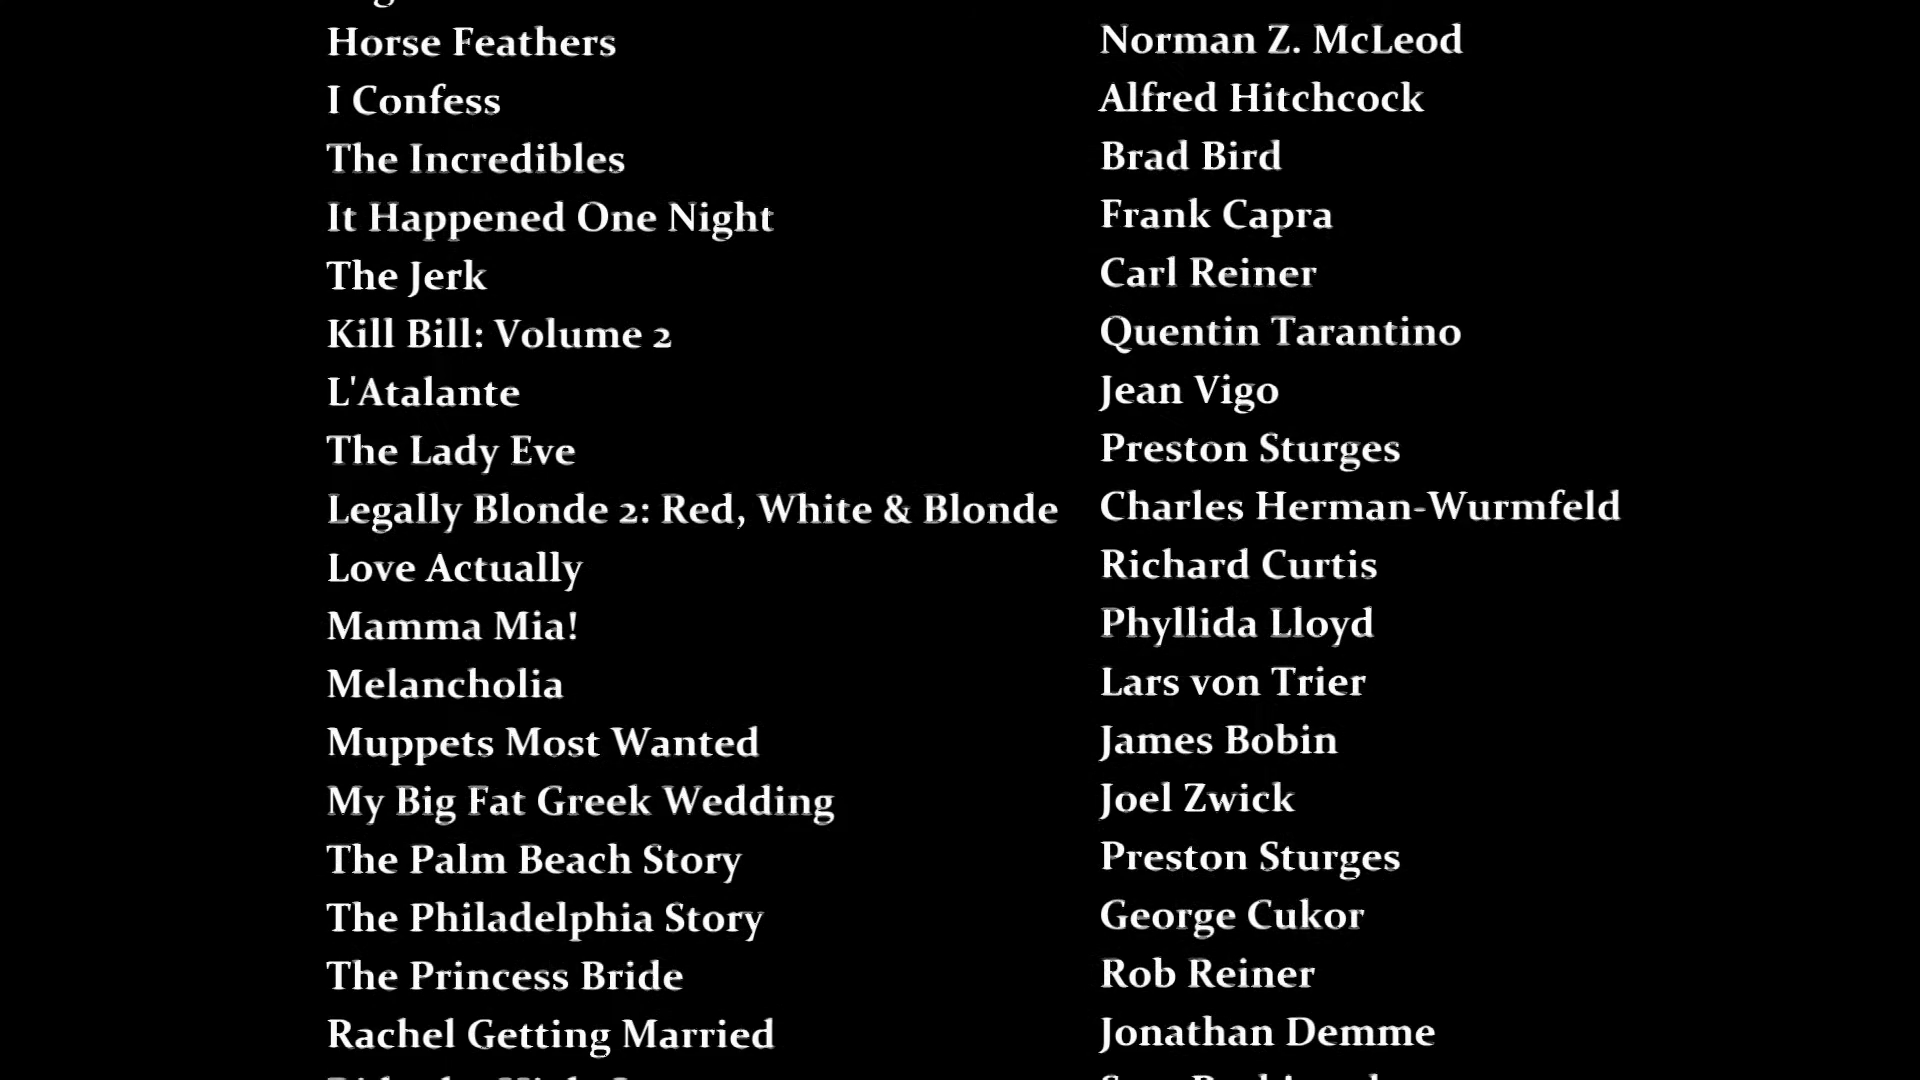 Horse Feathers Norman Z. McLeod
I Confess Alfred Hitchcock
The Incredibles Brad Bird
It Happened One Night Frank Capra
The Jerk Carl Reiner
Kill Bill: Volume 2 Quentin Tarantino
L'Atalante Jean Vigo
The Lady Eve Preston Sturges
Legally Blonde 2: Red, White & Blonde Charles Herman-Wurmfeld
Love Actually Richard Curtis
Mamma Mia! Phyllida Lloyd
Melancholia Lars von Trier
Muppets Most Wanted James Bobin
My Big Fat Greek Wedding Joel Zwick
The Palm Beach Story Preston Sturges
The Philadelphia Story George Cukor
The Princess Bride Rob Reiner
Rachel Getting Married Jonathan Demme